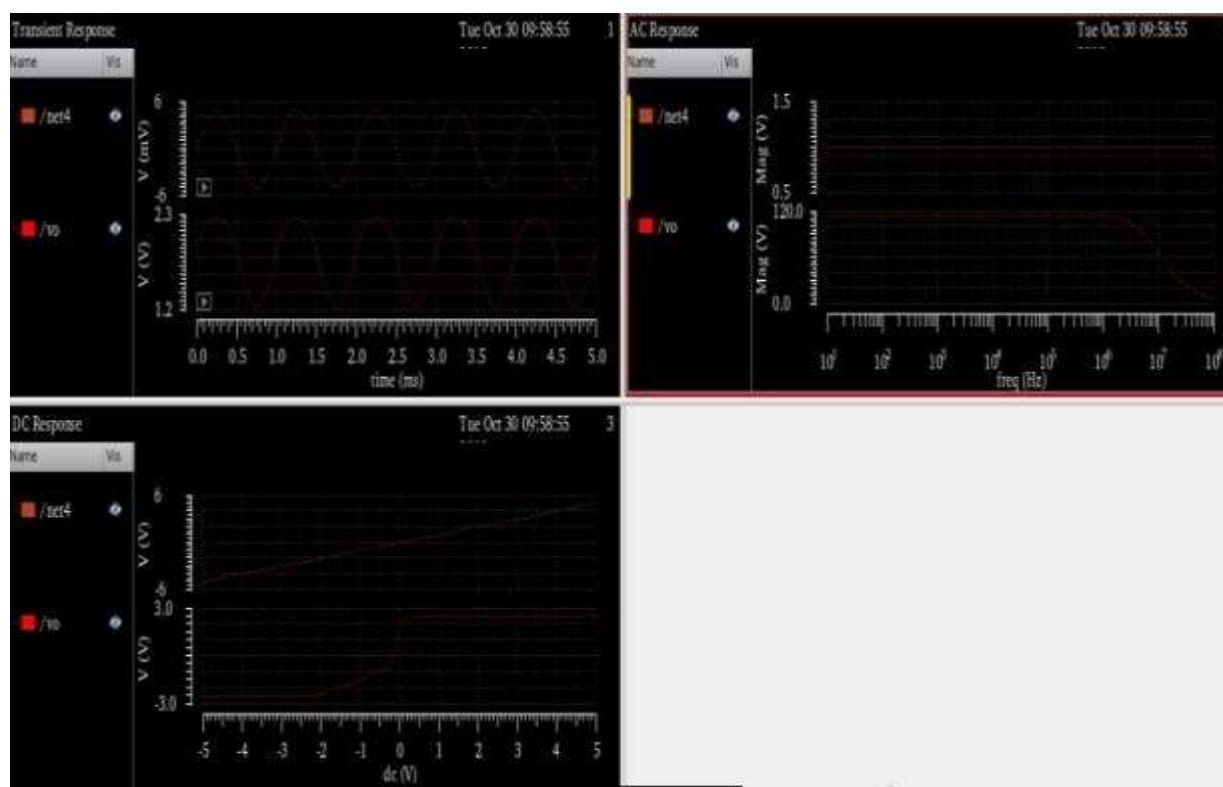 Transient Response Tue Oct 30 09:58:55 1
Name Vis
/net4
/vo
V (mV)
6
-6
V (V)
2.3
1.2
0.0 0.5 1.0 1.5 2.0 2.5 3.0 3.5 4.0 4.5 5.0
time (ms)
AC Response Tue Oct 30 09:58:55
Name Vis
/net4
/vo
Mag (V)
1.5
0.5
Mag (V)
120.0
0.0
10⁴ 10⁵ 10⁶ 10⁷
freq (Hz)
DC Response Tue Oct 30 09:58:55 3
Name Vis
/net4
/vo
V (V)
6
-6
V (V)
3.0
-3.0
-5 -4 -3 -2 -1 0 1 2 3 4 5
dc (V)